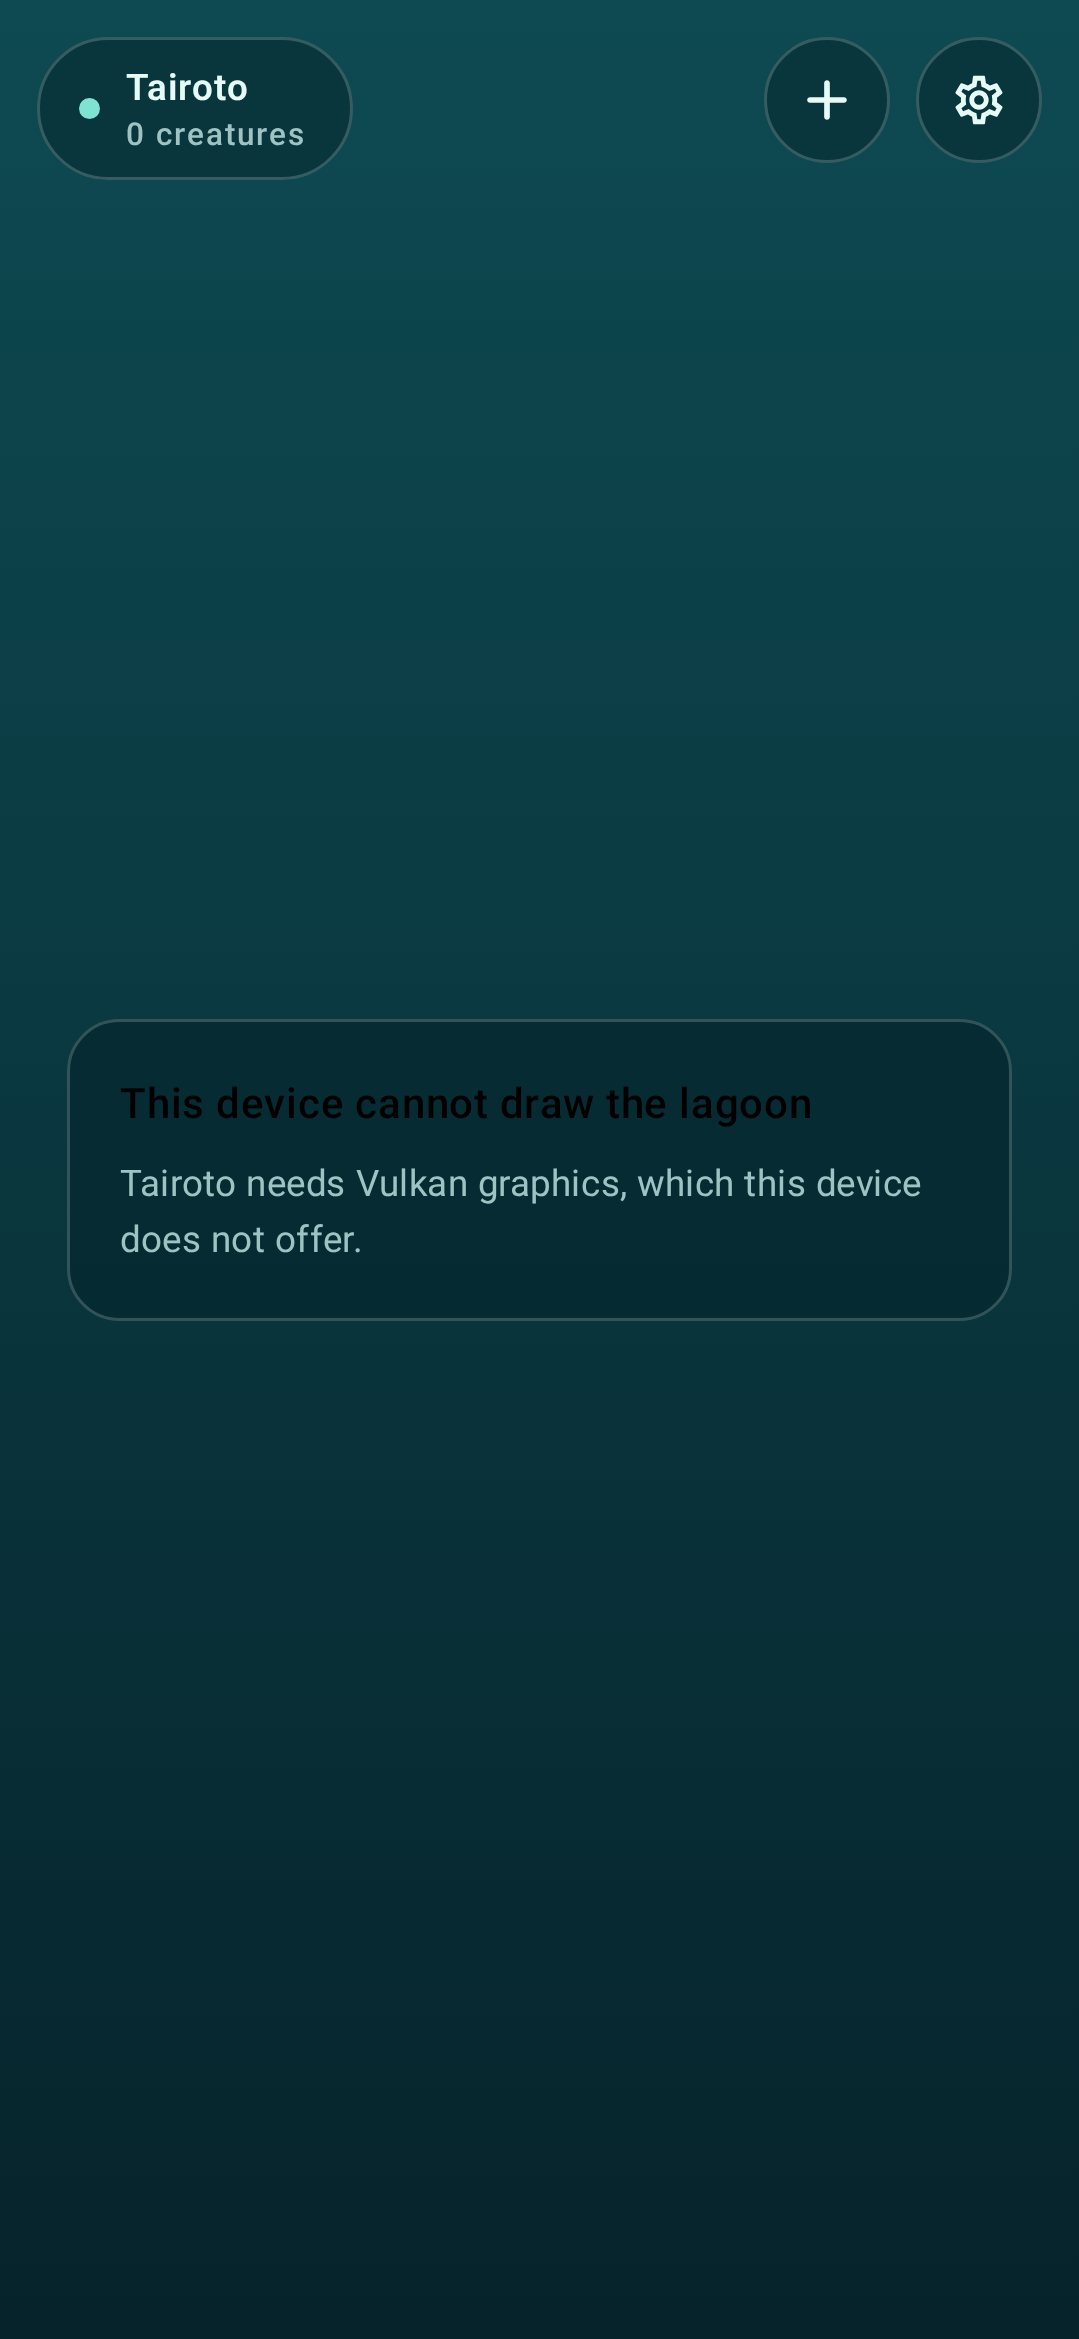 Tairoto
0 creatures
This device cannot draw the lagoon
Tairoto needs Vulkan graphics, which this device
does not offer.